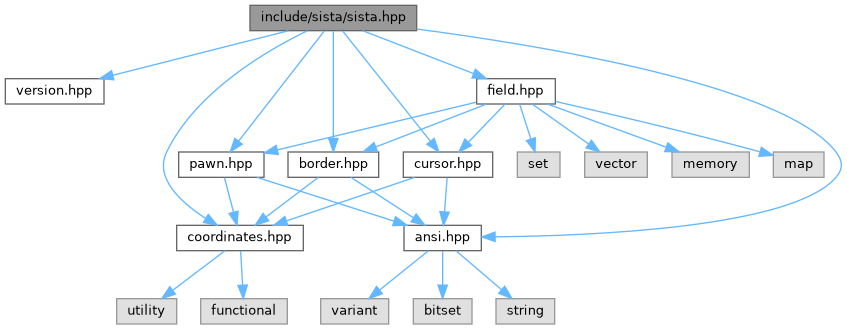 include/sista/sista.hpp
version.hpp
field.hpp
pawn.hpp
border.hpp
cursor.hpp
set
vector
memory
map
coordinates.hpp
ansi.hpp
utility
functional
variant
bitset
string